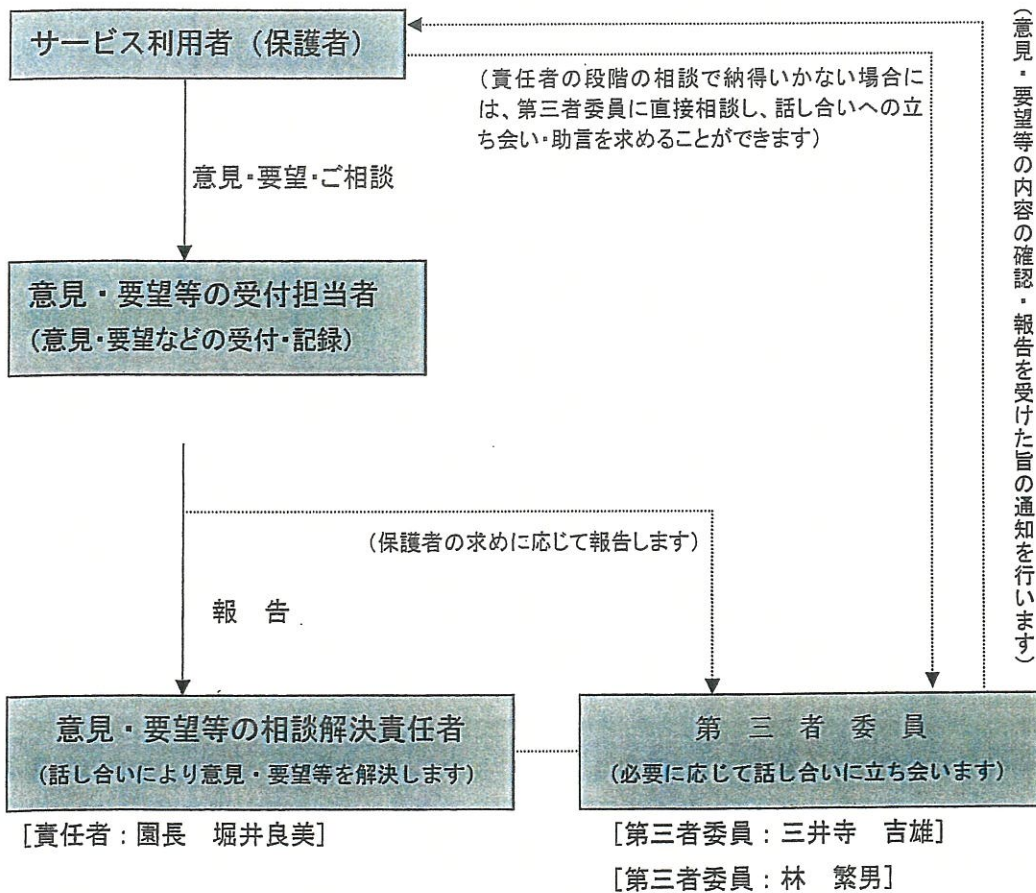 サービス利用者(保護者)
(責任者の段階の相談で納得いかない場合に
は、第三者委員に直接相談し、話し合いへの立
ち会い・助言を求めることができます)
(意見・要望等の内容の確認・報告を受けた旨の通知を行います)
意見・要望・ご相談
意見・要望等の受付担当者
(意見・要望などの受付・記録)
(保護者の求めに応じて報告します)
報 告
意見・要望等の相談解決責任者
(話し合いにより意見・要望等を解決します)
第 三 者 委 員
(必要に応じて話し合いに立ち会います)
[責任者:園長 堀井良美]
[第三者委員:三井寺 吉雄]
[第三者委員:林 繁男]